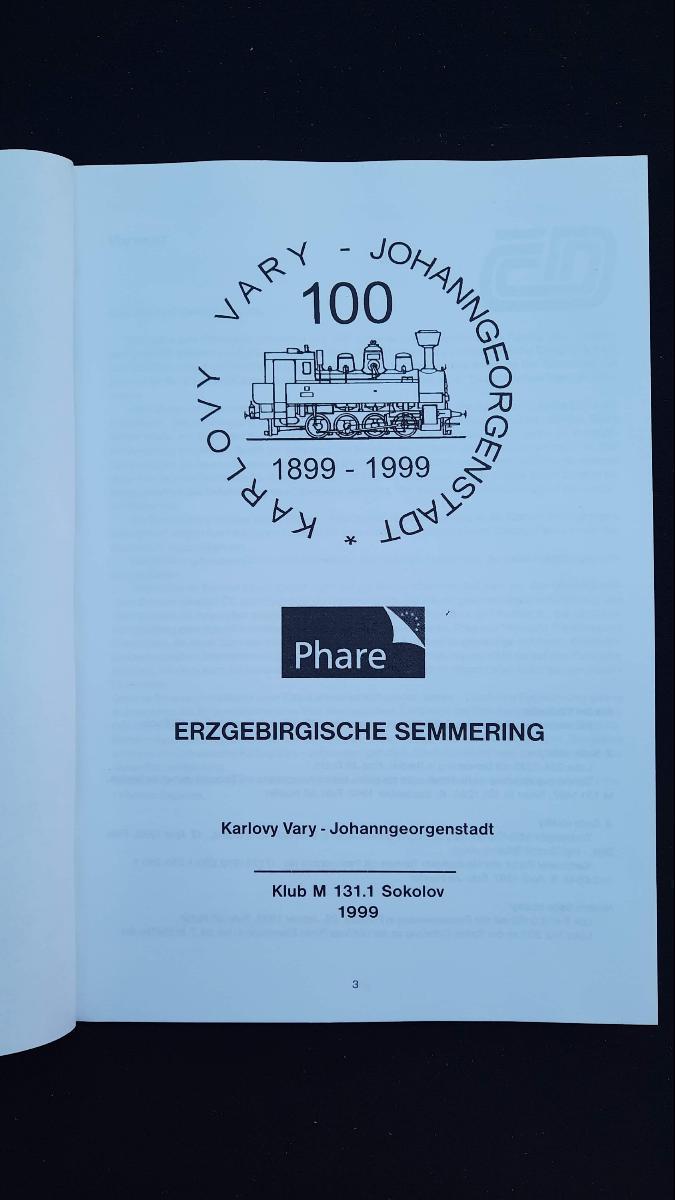 KARLOVY VARY - JOHANNGEORGENSTADT *
100
1899 - 1999
Phare
ERZGEBIRGISCHE SEMMERING
Karlovy Vary - Johanngeorgenstadt
Klub M 131.1 Sokolov
1999
3